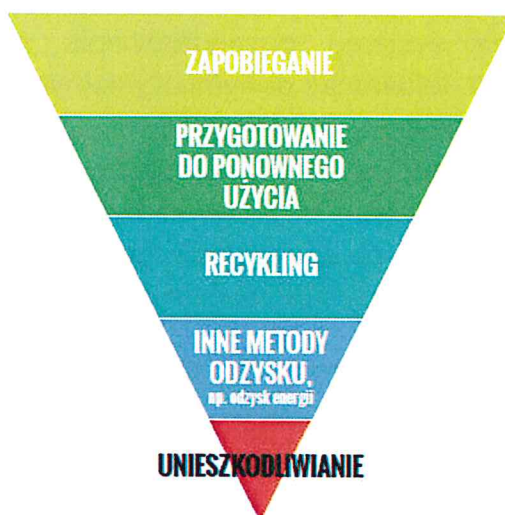 ZAPOBIEGANIE
PRZYGOTOWANIE
DO PONOWNEGO
UŻYCIA
RECYKLING
INNE METODY
ODZYSKU,
np. odzysk energii
UNIESZKODLIWIANIE